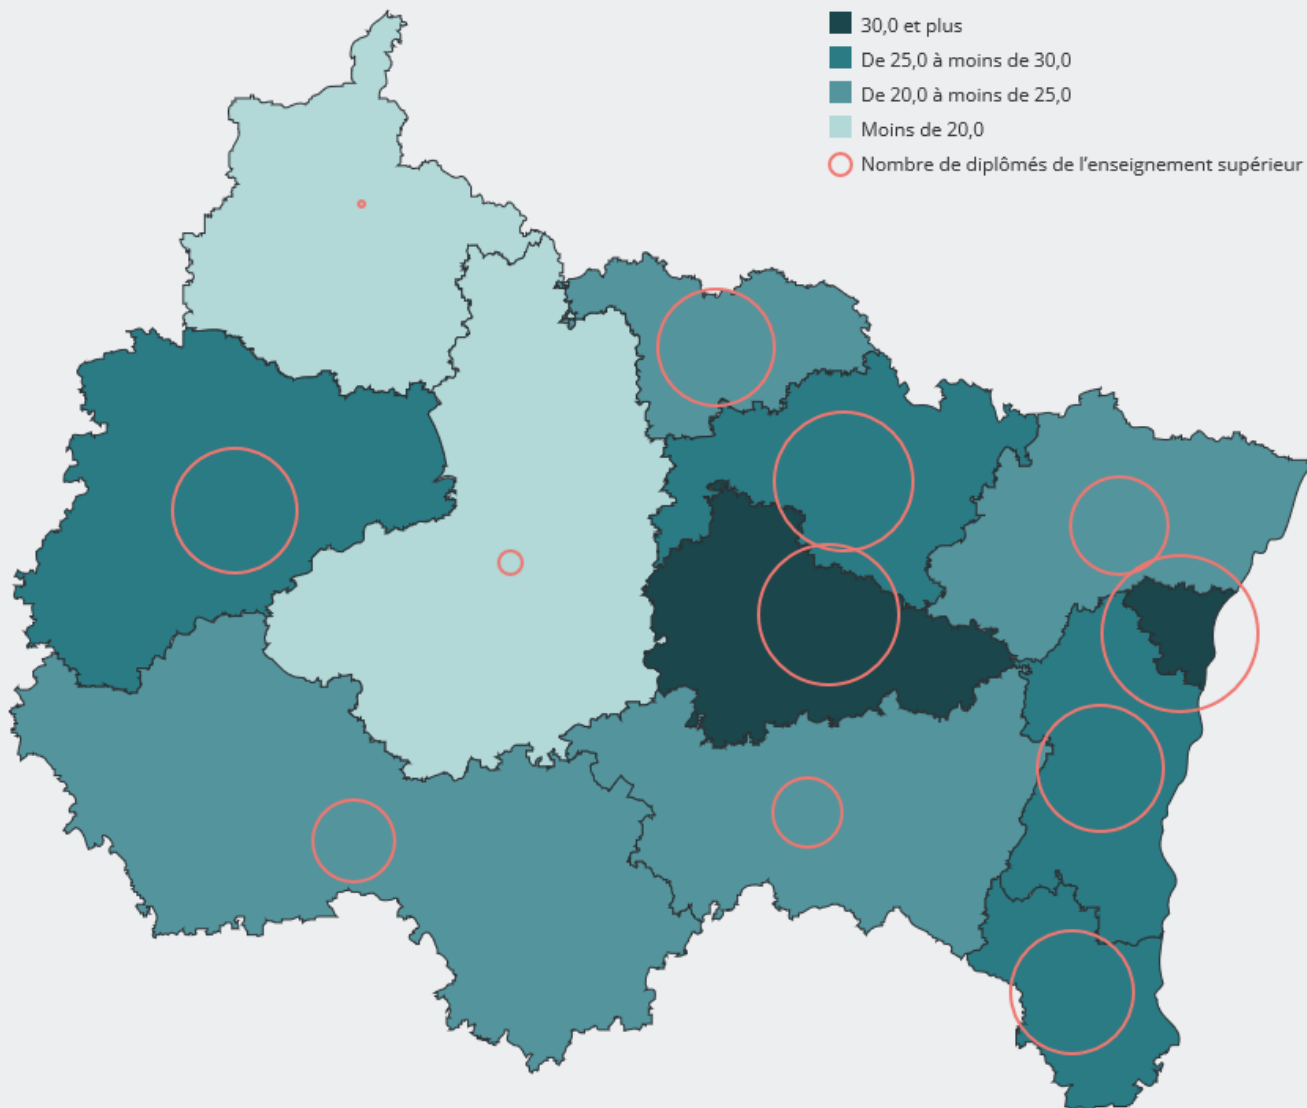 30,0 et plus
De 25,0 à moins de 30,0
De 20,0 à moins de 25,0
Moins de 20,0
Nombre de diplômés de l’enseignement supérieur